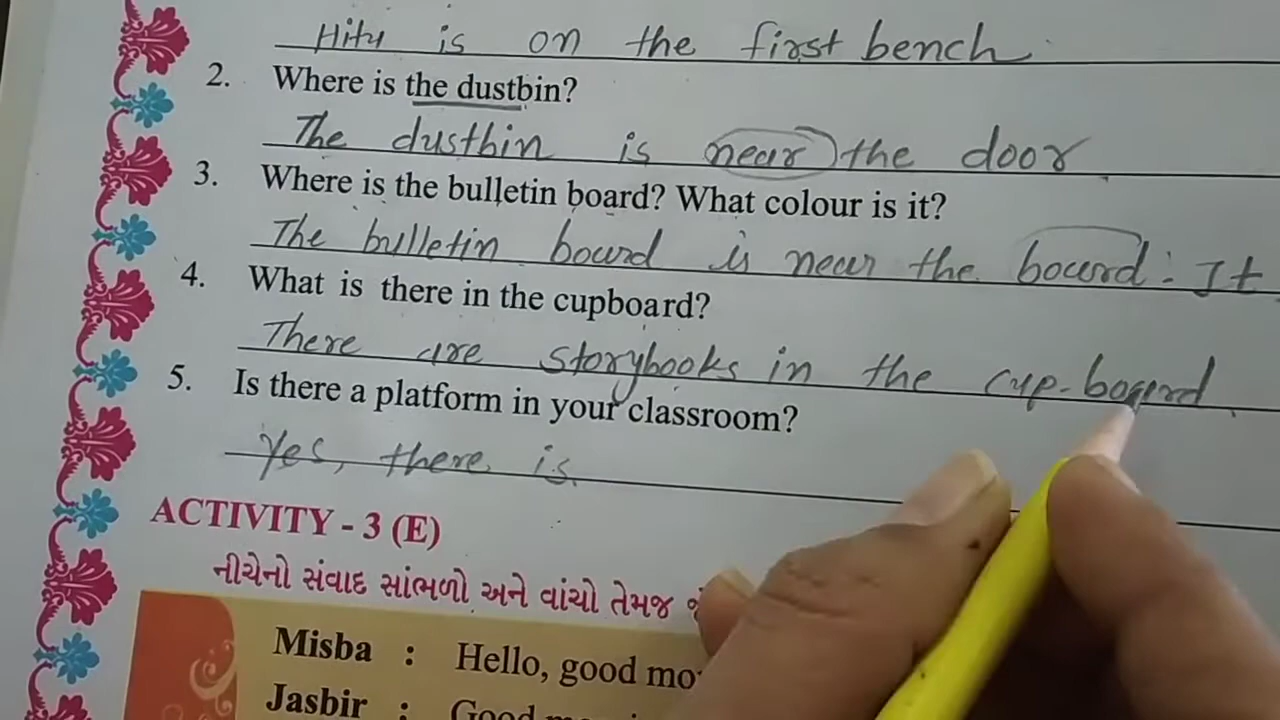 Hity is on the first bench.
2. Where is the dustbin?
The dustbin is near the door
3. Where is the bulletin board? What colour is it?
The bulletin board is near the board. It
4. What is there in the cupboard?
There are storybooks in the cup-board.
5. Is there a platform in your classroom?
Yes, there is.
ACTIVITY - 3 (E)
નીચેનો સંવાદ સાંભળો અને વાંચો તેમજ
Misba : Hello, good mo
Jasbir : Good